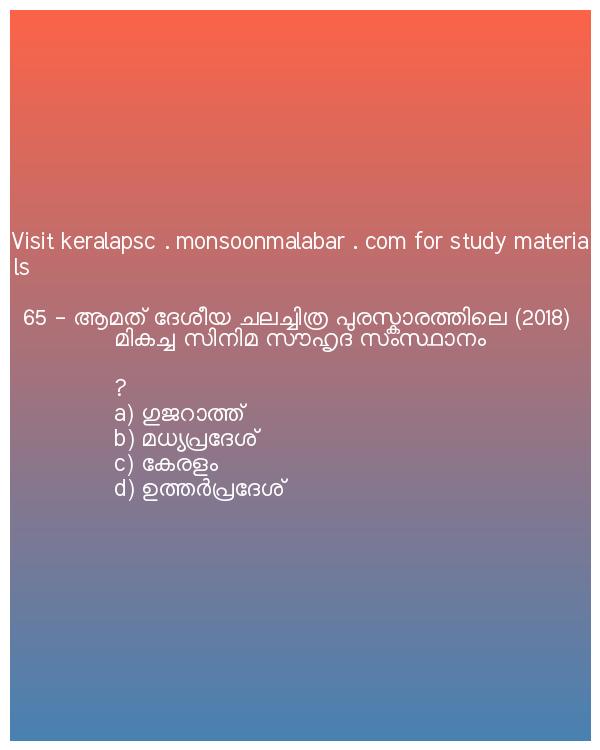 Visit keralapsc . monsoonmalabar . com for study materia
ls
65 - ആമത് ദേശീയ ചലച്ചിത്ര പുരസ്കാരത്തിലെ (2018)
മികച്ച സിനിമ സൗഹൃദ സംസ്ഥാനം
?
a) ഗുജറാത്ത്
b) മധ്യപ്രദേശ്
c) കേരളം
d) ഉത്തർപ്രദേശ്